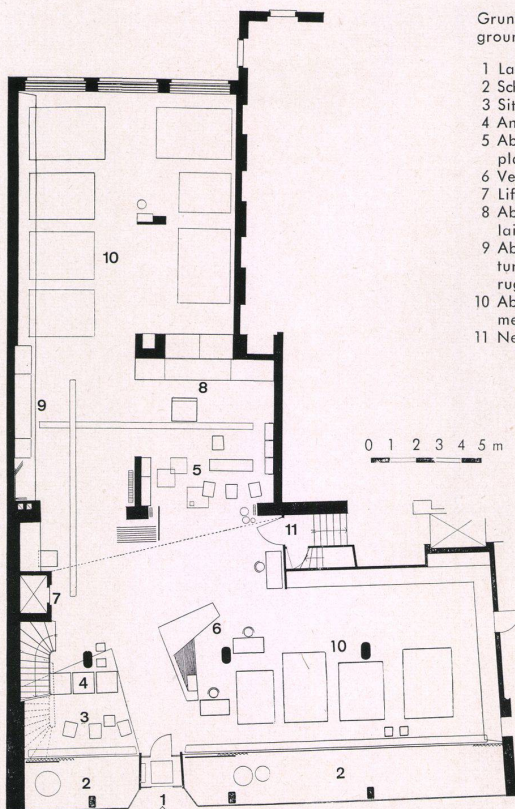 Grun
groun
1 La
2 Sch
3 Sit
4 An
5 Ab
pla
6 Ve
7 Lif
8 Ab
lai
9 Ab
tun
rug
10 Ab
me
11 Ne
0 1 2 3 4 5 m
10
8
9
5
11
7
6
10
4
3
2
2
1